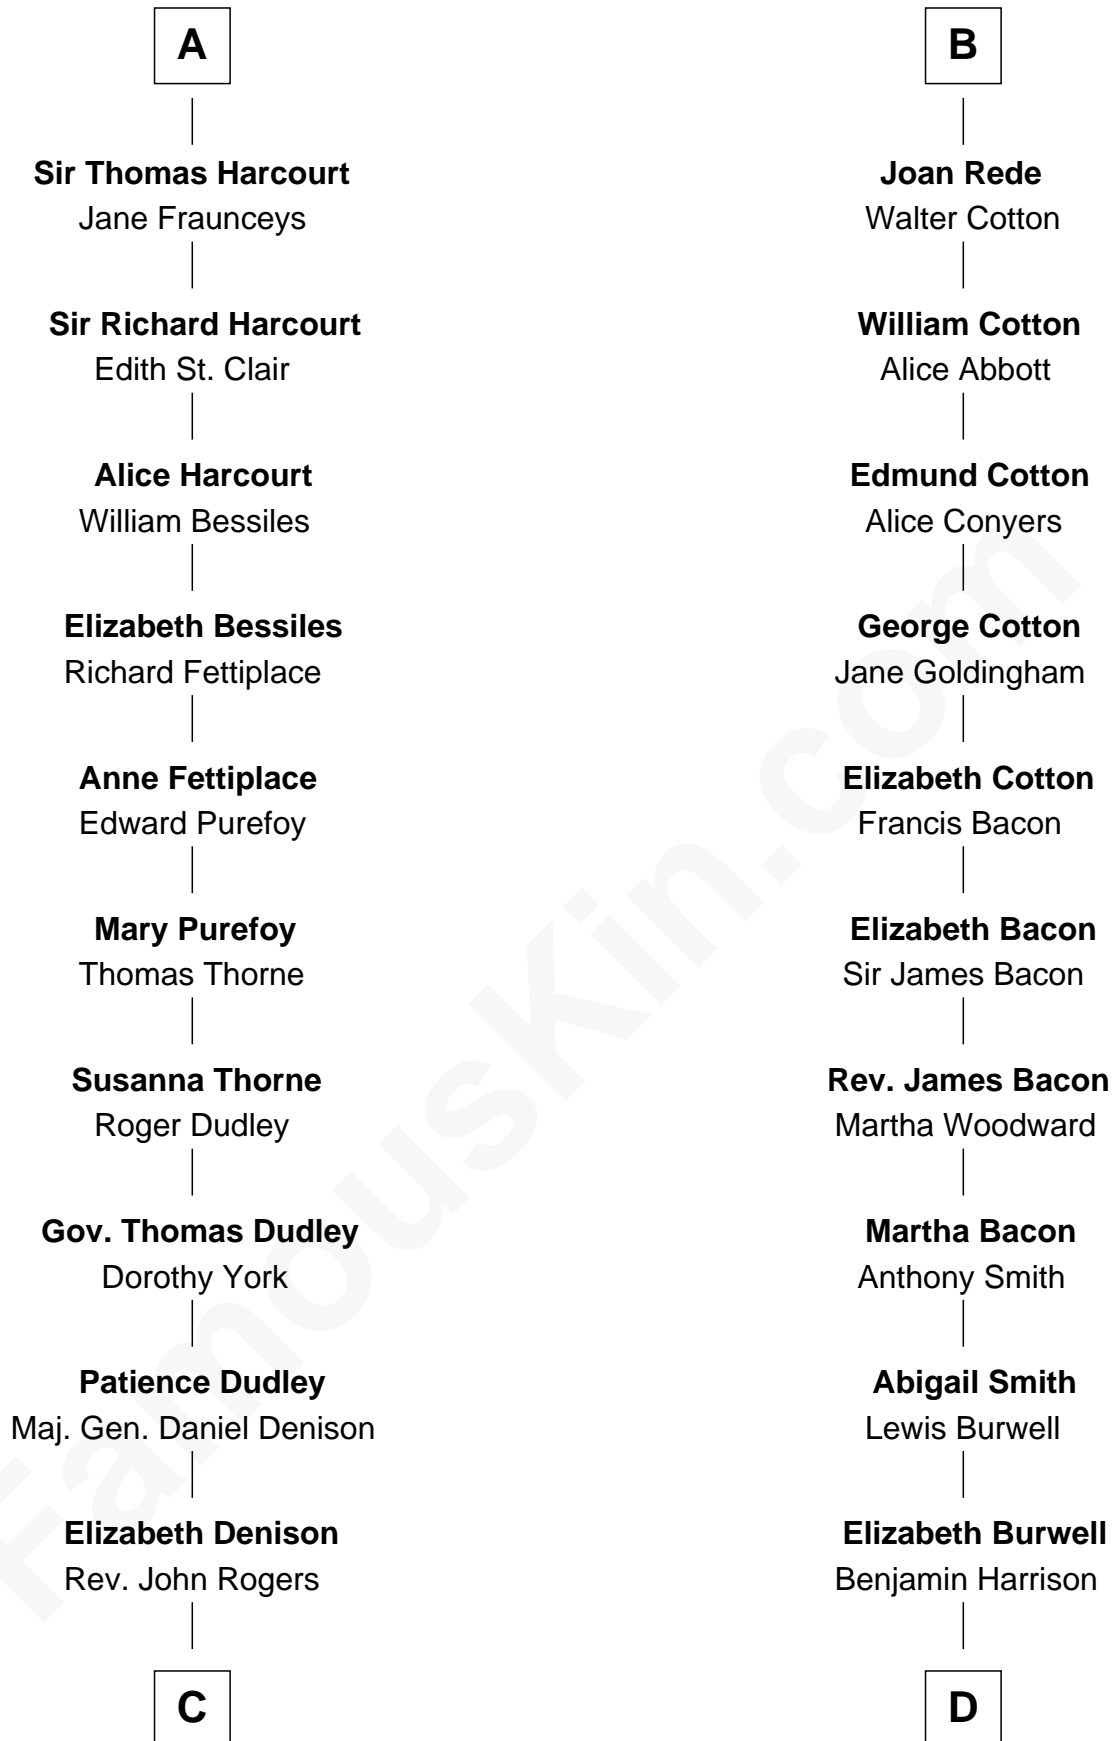 A
Sir Thomas Harcourt
Jane Fraunceys
Sir Richard Harcourt
Edith St. Clair
Alice Harcourt
William Bessiles
Elizabeth Bessiles
Richard Fettiplace
Anne Fettiplace
Edward Purefoy
Mary Purefoy
Thomas Thorne
Susanna Thorne
Roger Dudley
Gov. Thomas Dudley
Dorothy York
Patience Dudley
Maj. Gen. Daniel Denison
Elizabeth Denison
Rev. John Rogers
C
B
Joan Rede
Walter Cotton
William Cotton
Alice Abbott
Edmund Cotton
Alice Conyers
George Cotton
Jane Goldingham
Elizabeth Cotton
Francis Bacon
Elizabeth Bacon
Sir James Bacon
Rev. James Bacon
Martha Woodward
Martha Bacon
Anthony Smith
Abigail Smith
Lewis Burwell
Elizabeth Burwell
Benjamin Harrison
D
FamousKin.com